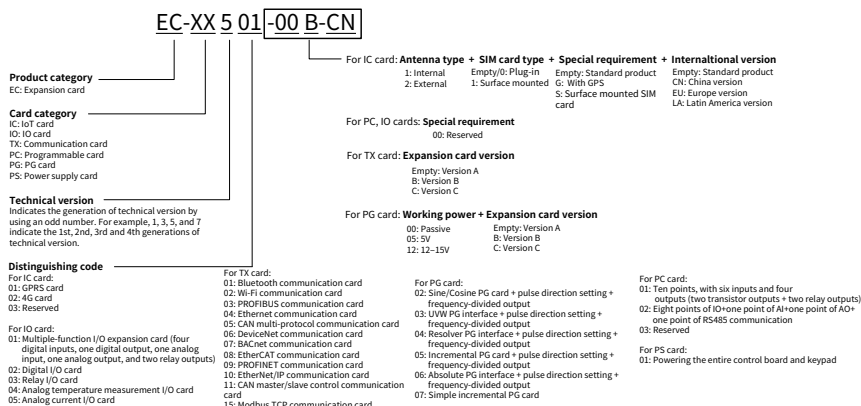 EC-XX 5 01 -00 B-CN
Product category
EC: Expansion card
Card category
IC: IoT card
IO: IO card
TX: Communication card
PC: Programmable card
PG: PG card
PS: Power supply card
Technical version
Indicates the generation of technical version by
using an odd number. For example, 1, 3, 5, and 7
indicate the 1st, 2nd, 3rd and 4th generations of
technical version.
Distinguishing code
For IC card:
01: GPRS card
02: 4G card
03: Reserved
For IO card:
01: Multiple-function I/O expansion card (four
digital inputs, one digital output, one analog
input, one analog output, and two relay outputs)
02: Digital I/O card
03: Relay I/O card
04: Analog temperature measurement I/O card
05: Analog current I/O card
For TX card:
01: Bluetooth communication card
02: Wi-Fi communication card
03: PROFIBUS communication card
04: Ethernet communication card
05: CAN multi-protocol communication card
06: DeviceNet communication card
07: BACnet communication card
08: EtherCAT communication card
09: PROFINET communication card
10: EtherNet/IP communication card
11: CAN master/slave control communication
card
15: Modbus TCP communication card
For IC card: Antenna type + SIM card type + Special requirement + Internaltional version
1: Internal
2: External
Empty/0: Plug-in
1: Surface mounted
Empty: Standard product
G: With GPS
S: Surface mounted SIM
card
Empty: Standard product
CN: China version
EU: Europe version
LA: Latin America version
For PC, IO cards: Special requirement
00: Reserved
For TX card: Expansion card version
Empty: Version A
B: Version B
C: Version C
For PG card: Working power + Expansion card version
00: Passive
05: 5V
12: 12–15V
Empty: Version A
B: Version B
C: Version C
For PG card:
02: Sine/Cosine PG card + pulse direction setting +
frequency-divided output
03: UVW PG interface + pulse direction setting +
frequency-divided output
04: Resolver PG interface + pulse direction setting +
frequency-divided output
05: Incremental PG card + pulse direction setting +
frequency-divided output
06: Absolute PG interface + pulse direction setting +
frequency-divided output
07: Simple incremental PG card
For PC card:
01: Ten points, with six inputs and four
outputs (two transistor outputs + two relay outputs)
02: Eight points of IO+one point of AI+one point of AO+
one point of RS485 communication
03: Reserved
For PS card:
01: Powering the entire control board and keypad